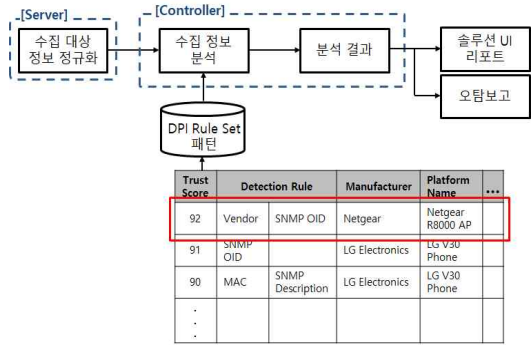 [Server]
[Controller]
수집 대상
정보 정규화
수집 정보
분석
분석 결과
솔루션 UI
리포트
오탐보고
DPI Rule Set
패턴
Trust Score Detection Rule Manufacturer Platform Name ...
92 Vendor SNMP OID Netgear Netgear R8000 AP
91 SNMP OID LG Electronics LG V30 Phone
90 MAC SNMP Description LG Electronics LG V30 Phone
.
.
.